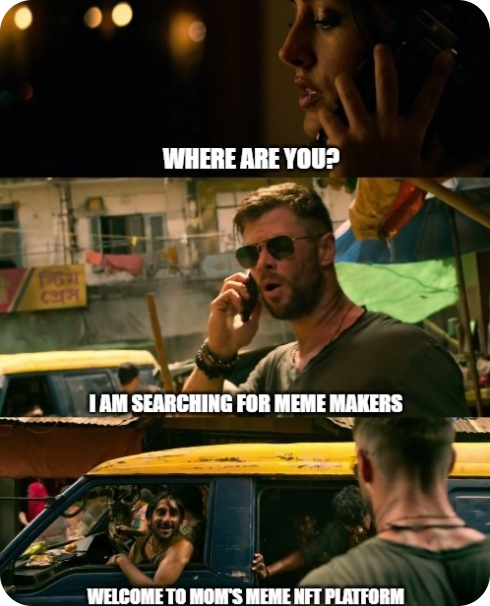 WHERE ARE YOU?
স্টিম
প্রেস
I AM SEARCHING FOR MEME MAKERS
WELCOME TO MOM'S MEME NFT PLATFORM